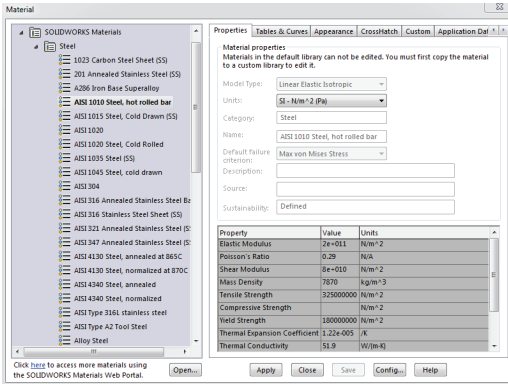 Material
SOLIDWORKS Materials
Steel
1023 Carbon Steel Sheet (SS)
201 Annealed Stainless Steel (SS)
A286 Iron Base Superalloy
AISI 1010 Steel, hot rolled bar
AISI 1015 Steel, Cold Drawn (SS)
AISI 1020
AISI 1020 Steel, Cold Rolled
AISI 1035 Steel (SS)
AISI 1045 Steel, cold drawn
AISI 304
AISI 316 Annealed Stainless Steel Ba
AISI 316 Stainless Steel Sheet (SS)
AISI 321 Annealed Stainless Steel (S
AISI 347 Annealed Stainless Steel (S
AISI 4130 Steel, annealed at 865C
AISI 4130 Steel, normalized at 870C
AISI 4340 Steel, annealed
AISI 4340 Steel, normalized
AISI Type 316L stainless steel
AISI Type A2 Tool Steel
Alloy Steel
Click here to access more materials using
the SOLIDWORKS Materials Web Portal.
Open...
Properties Tables & Curves Appearance CrossHatch Custom Application Dat
Material properties
Materials in the default library can not be edited. You must first copy the material
to a custom library to edit it.
Model Type: Linear Elastic Isotropic
Units: SI - N/m^2 (Pa)
Category: Steel
Name: AISI 1010 Steel, hot rolled bar
Default failure
criterion: Max von Mises Stress
Description:
Source:
Sustainability: Defined
Property Value Units
Elastic Modulus 2e+011 N/m^2
Poisson's Ratio 0.29 N/A
Shear Modulus 8e+010 N/m^2
Mass Density 7870 kg/m^3
Tensile Strength 325000000 N/m^2
Compressive Strength N/m^2
Yield Strength 180000000 N/m^2
Thermal Expansion Coefficient 1.22e-005 /K
Thermal Conductivity 51.9 W/(m·K)
Apply Close Save Config... Help